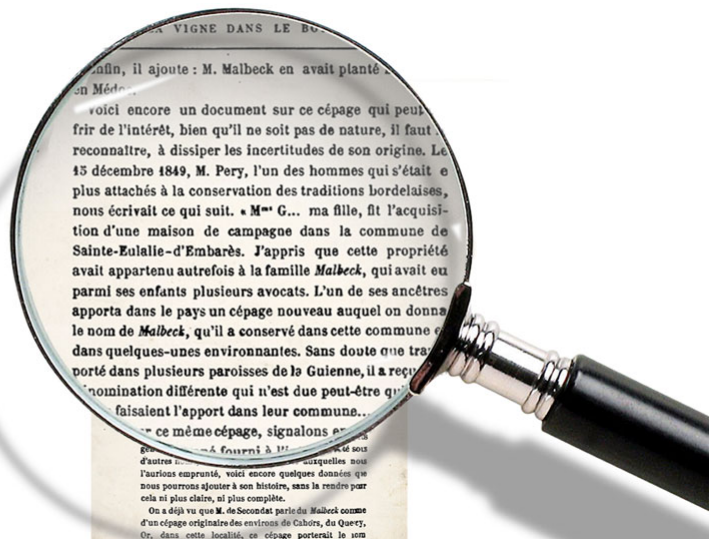 VIGNE DANS LE
il ajoute : M. Malbeck en avait planté
en
voici encore un document sur ce cépage qui
frir de l'intérêt, bien qu'il ne soit pas de nature, il faut
reconnaître, à dissiper les incertitudes de son origine. Le
15 décembre 1849, M. Pery, l'un des hommes qui s'était
plus attachés à la conservation des traditions bordelaises,
nous écrivait ce qui suit. « Mme G... ma fille, fit l'acquisi-
tion d'une maison de campagne dans la commune de
Sainte-Eulalie-d'Embarès. J'appris que cette propriété
avait appartenu autrefois à la famille Malbeck, qui avait eu
parmi ses enfants plusieurs avocats. L'un de ses ancêtres
apporta dans le pays un cépage nouveau auquel on donna
le nom de Malbeck, qu'il a conservé dans cette commune
dans quelques-unes environnantes. Sans doute que
porté dans plusieurs paroisses de la Guienne, il a
différente qui n'est due peut-être
faisaient l'apport dans leur commune...
ce même cépage, signalons
fourni à
d'autres auxquelles nous
l'aurions emprunté, voici encore quelques données que
nous pourrons ajouter à son histoire, sans la rendre pour
cela ni plus claire, ni plus complète.
On a déjà vu que M. de Secondat parle du Malbeck comme
d'un cépage originaire des environs de Cahors, du Quercy,
Or, dans cette localité, ce cépage porterait le nom